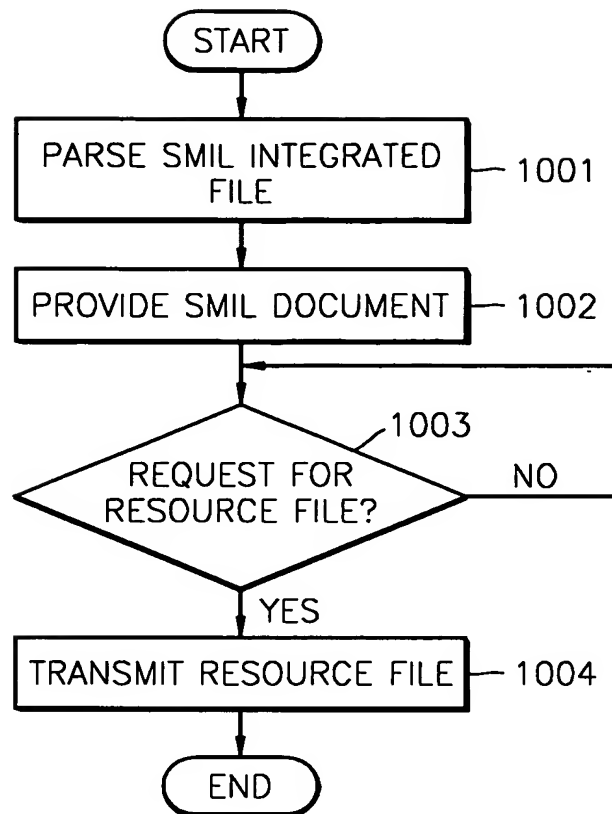 START
PARSE SMIL INTEGRATED
FILE
1001
PROVIDE SMIL DOCUMENT
1002
1003
REQUEST FOR
RESOURCE FILE?
NO
YES
TRANSMIT RESOURCE FILE
1004
END